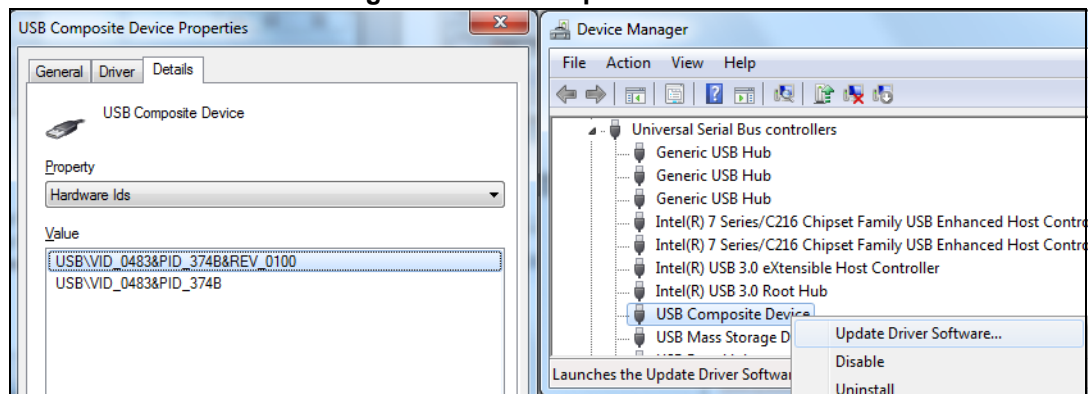 USB Composite Device Properties
General Driver Details
USB Composite Device
Property
Hardware Ids
Value
USB\VID_0483&PID_374B&REV_0100
USB\VID_0483&PID_374B
Device Manager
File Action View Help
Universal Serial Bus controllers
Generic USB Hub
Generic USB Hub
Generic USB Hub
Intel(R) 7 Series/C216 Chipset Family USB Enhanced Host Contro
Intel(R) 7 Series/C216 Chipset Family USB Enhanced Host Contro
Intel(R) USB 3.0 eXtensible Host Controller
Intel(R) USB 3.0 Root Hub
USB Composite Device
USB Mass Storage D
Launches the Update Driver Softwar
Update Driver Software...
Disable
Uninstall